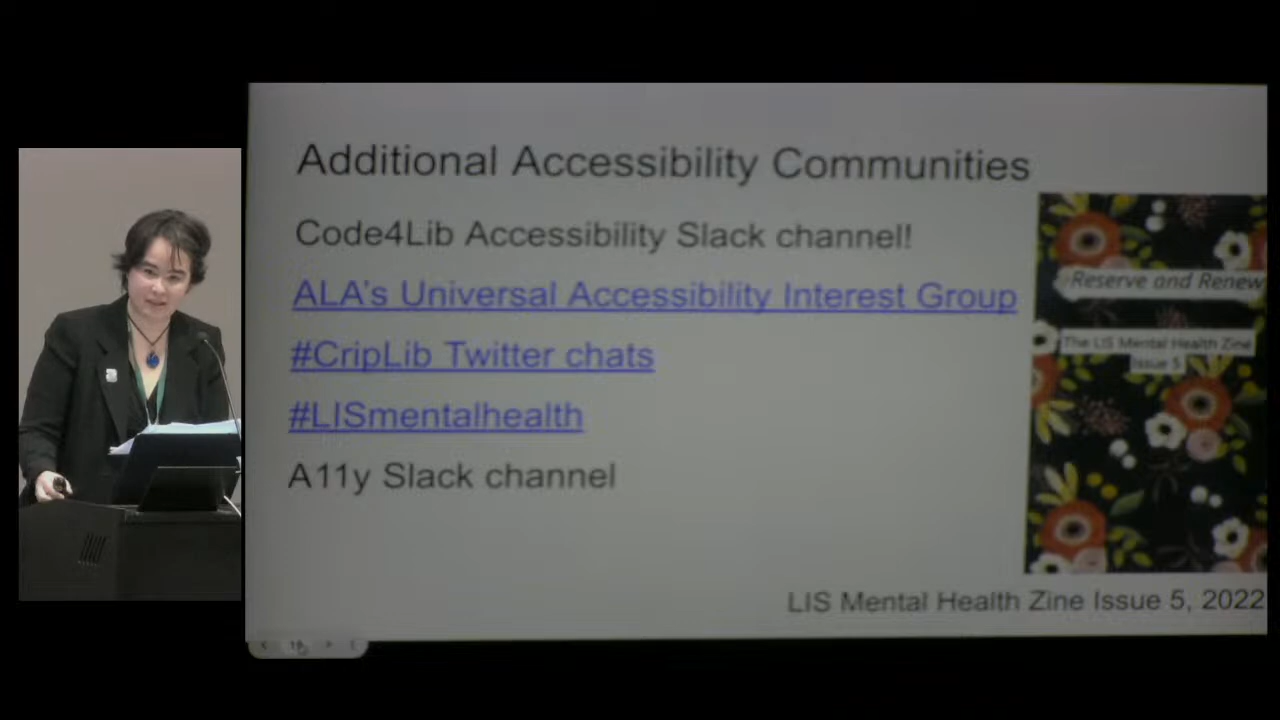 Additional Accessibility Communities
Code4Lib Accessibility Slack channel!
ALA's Universal Accessibility Interest Group
#CripLib Twitter chats
#LISmentalhealth
A11y Slack channel
Reserve and Renew
The LIS Mental Health Zine
Issue 5
LIS Mental Health Zine Issue 5, 2022